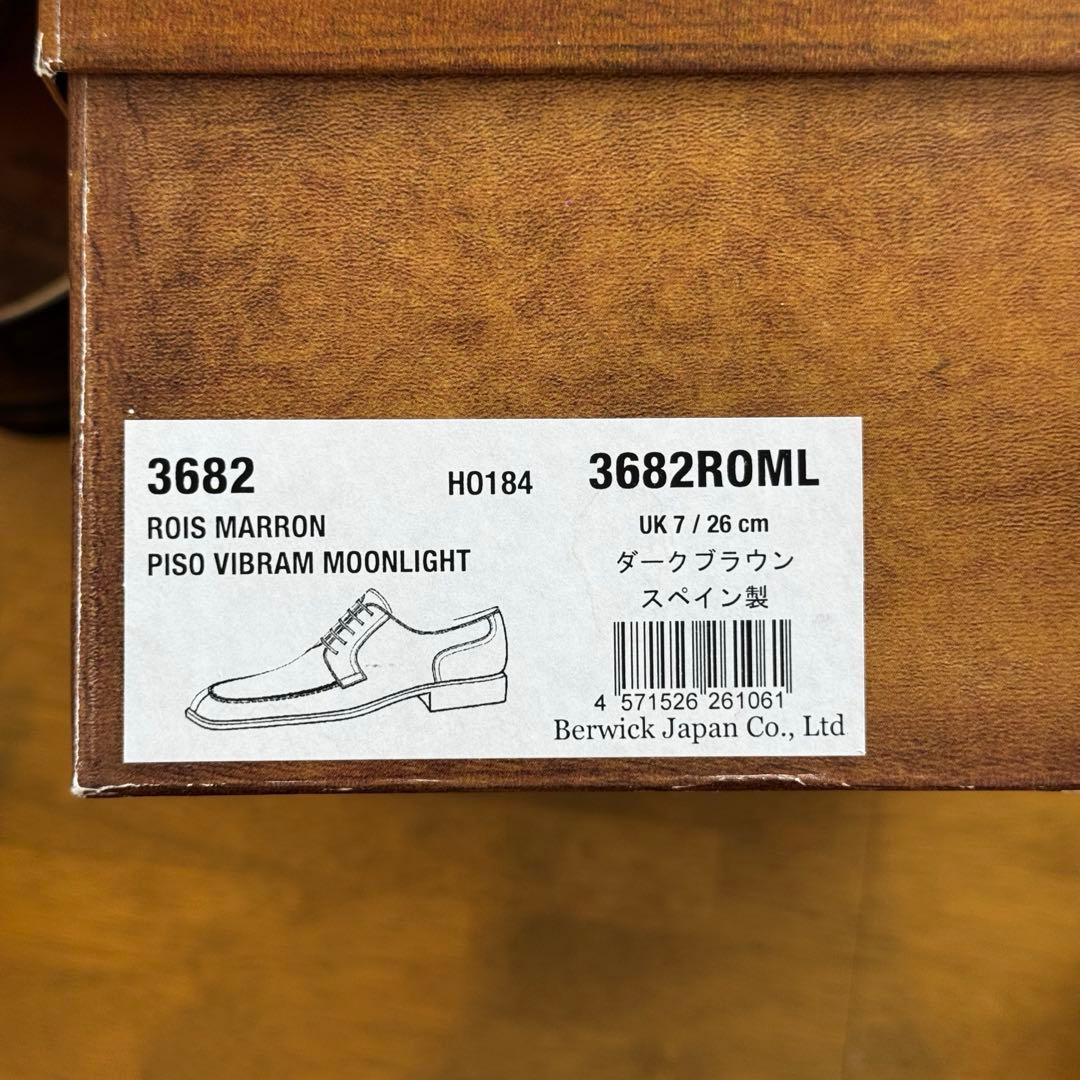 3682
HO184
ROIS MARRON
PISO VIBRAM MOONLIGHT
3682ROML
UK 7 / 26 cm
ダークブラウン
スペイン製
4 571526 261061
Berwick Japan Co., Ltd